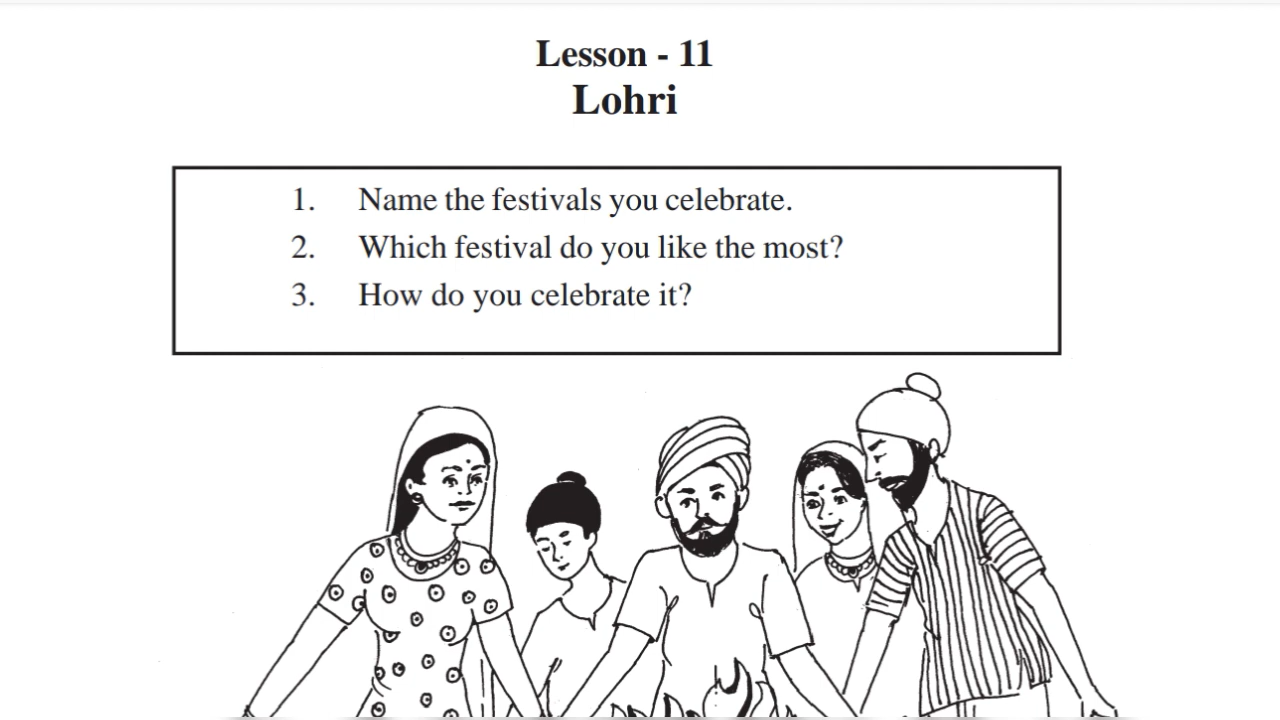 Lesson - 11
Lohri
1. Name the festivals you celebrate.
2. Which festival do you like the most?
3. How do you celebrate it?